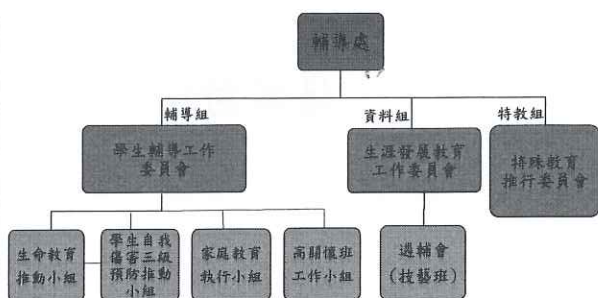 輔導處
輔導組
資料組
特教組
學生輔導工作
委員會
生涯發展教育
工作委員會
特殊教育
推行委員會
生命教育
推動小組
學生自我
傷害三級
預防推動
小組
家庭教育
執行小組
高關懷班
工作小組
遴輔會
(技藝班)